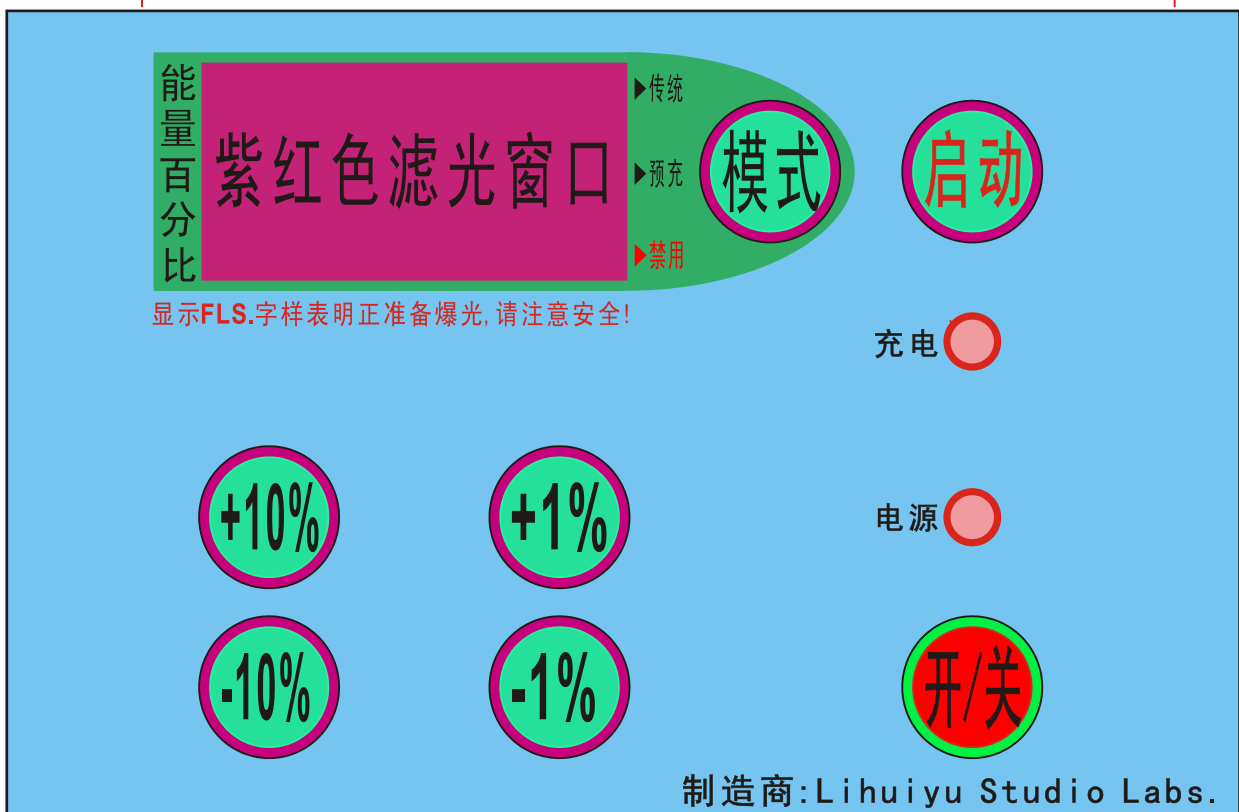 能量百分比
紫红色滤光窗口
▶传统
▶预充
▶禁用
模式
启动
显示FLS.字样表明正准备爆光,请注意安全!
充电
+10%
+1%
电源
-10%
-1%
开/关
制造商:Lihuiyu Studio Labs.